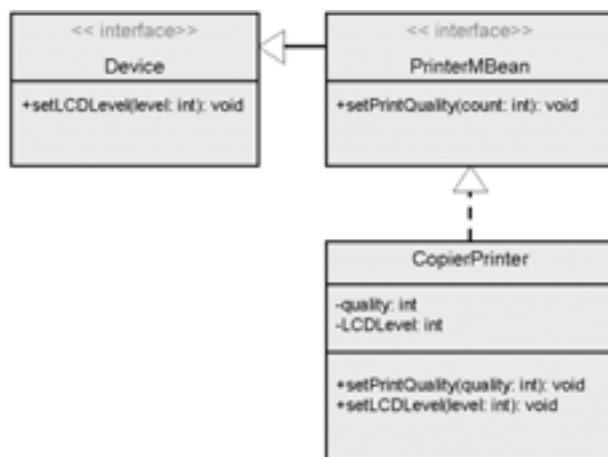 << interface>>
Device
+setLCDLevel(level: int): void
<< interface>>
PrinterMBean
+setPrintQuality(count: int): void
CopierPrinter
-quality: int
-LCDLevel: int
+setPrintQuality(quality: int): void
+setLCDLevel(level: int): void